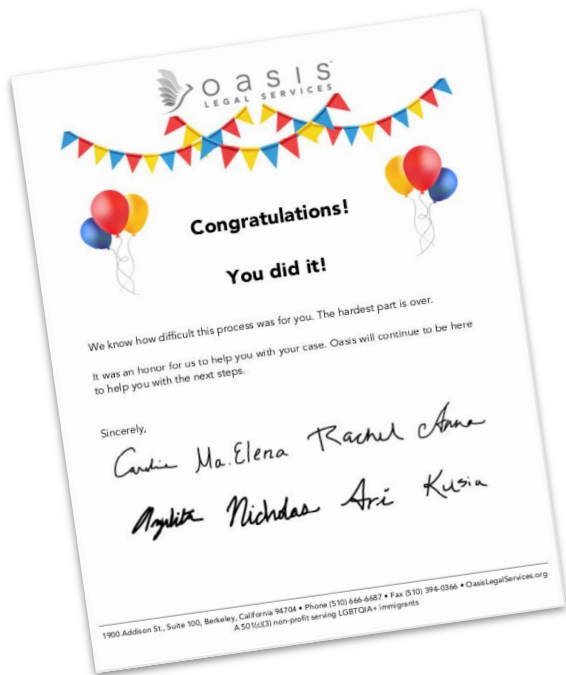 oasis
LEGAL SERVICES
Congratulations!
You did it!
We know how difficult this process was for you. The hardest part is over.
It was an honor for us to help you with your case. Oasis will continue to be here
to help you with the next steps.
Sincerely,
Caroline Ma. Elena Rachel Anna
Angelita Nicholas Ari Kusia
1900 Addison St., Suite 100, Berkeley, California 94704 • Phone (510) 666-6687 • Fax (510) 394-0366 • OasisLegalServices.org
A 501(c)(3) non-profit serving LGBTQIA+ immigrants